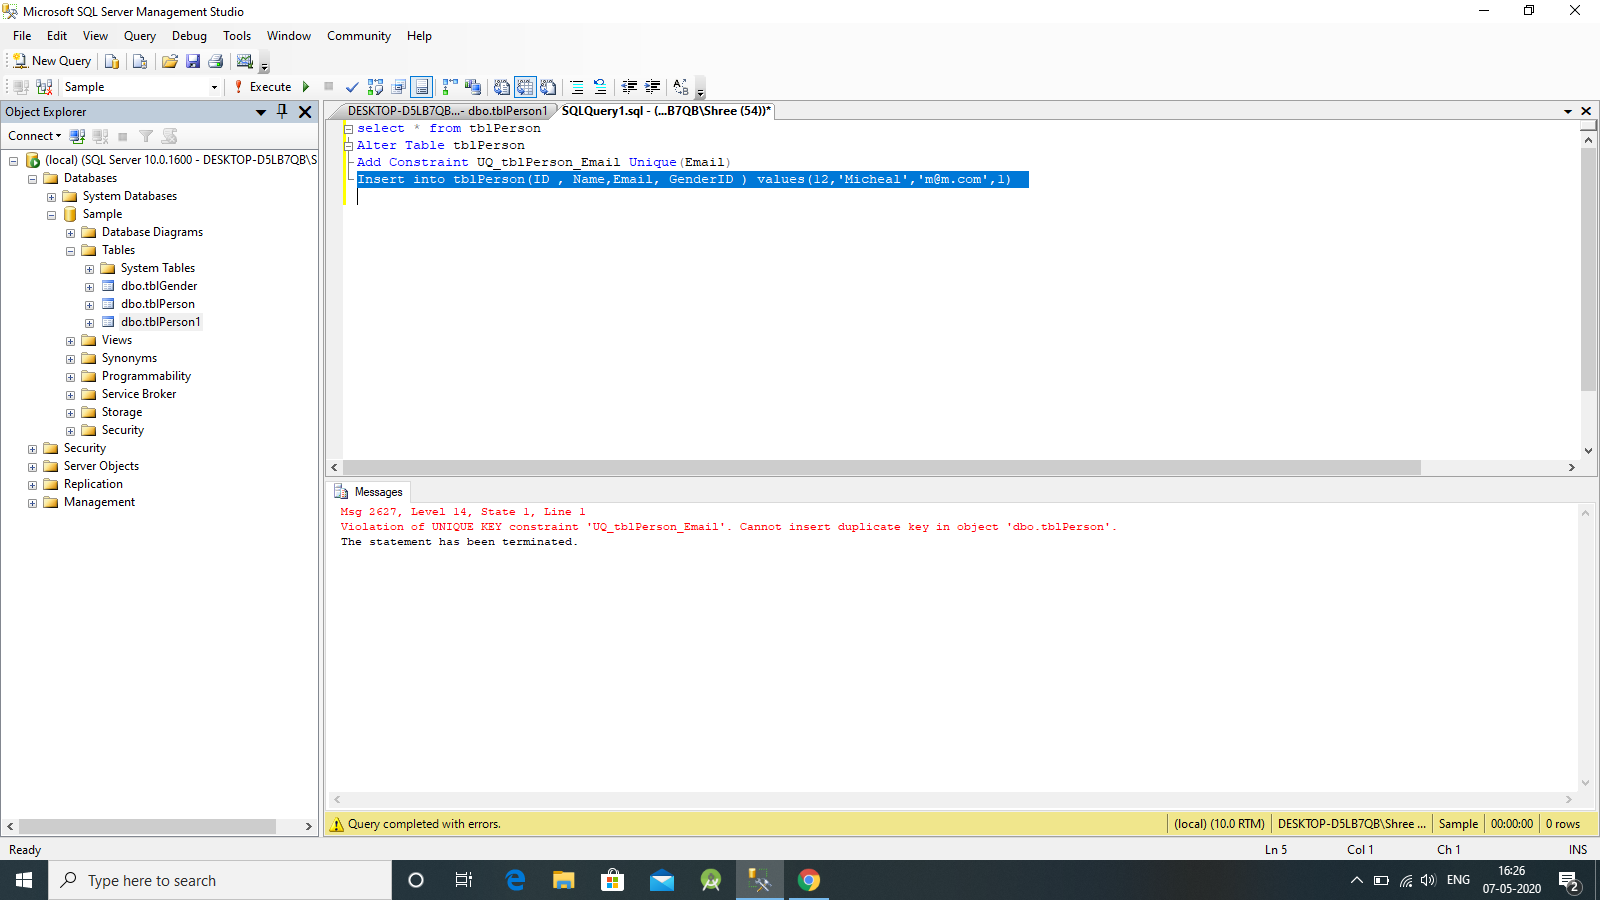 Microsoft SQL Server Management Studio
File Edit View Query Debug Tools Window Community Help
New Query
Sample Execute
Object Explorer
Connect
(local) (SQL Server 10.0.1600 - DESKTOP-D5LB7QB\S
Databases
System Databases
Sample
Database Diagrams
Tables
System Tables
dbo.tblGender
dbo.tblPerson
dbo.tblPerson1
Views
Synonyms
Programmability
Service Broker
Storage
Security
Security
Server Objects
Replication
Management
DESKTOP-D5LB7QB...- dbo.tblPerson1 SQLQuery1.sql - (...B7QB\Shree (54))*
select * from tblPerson
Alter Table tblPerson
Add Constraint UQ_tblPerson_Email Unique(Email)
Insert into tblPerson(ID , Name,Email, GenderID ) values(12,'Micheal','m@m.com',1)
Messages
Msg 2627, Level 14, State 1, Line 1
Violation of UNIQUE KEY constraint 'UQ_tblPerson_Email'. Cannot insert duplicate key in object 'dbo.tblPerson'.
The statement has been terminated.
Query completed with errors. (local) (10.0 RTM) DESKTOP-D5LB7QB\Shree ... Sample 00:00:00 0 rows
Ready Ln 5 Col 1 Ch 1 INS
Type here to search
ENG
16:26
07-05-2020
2